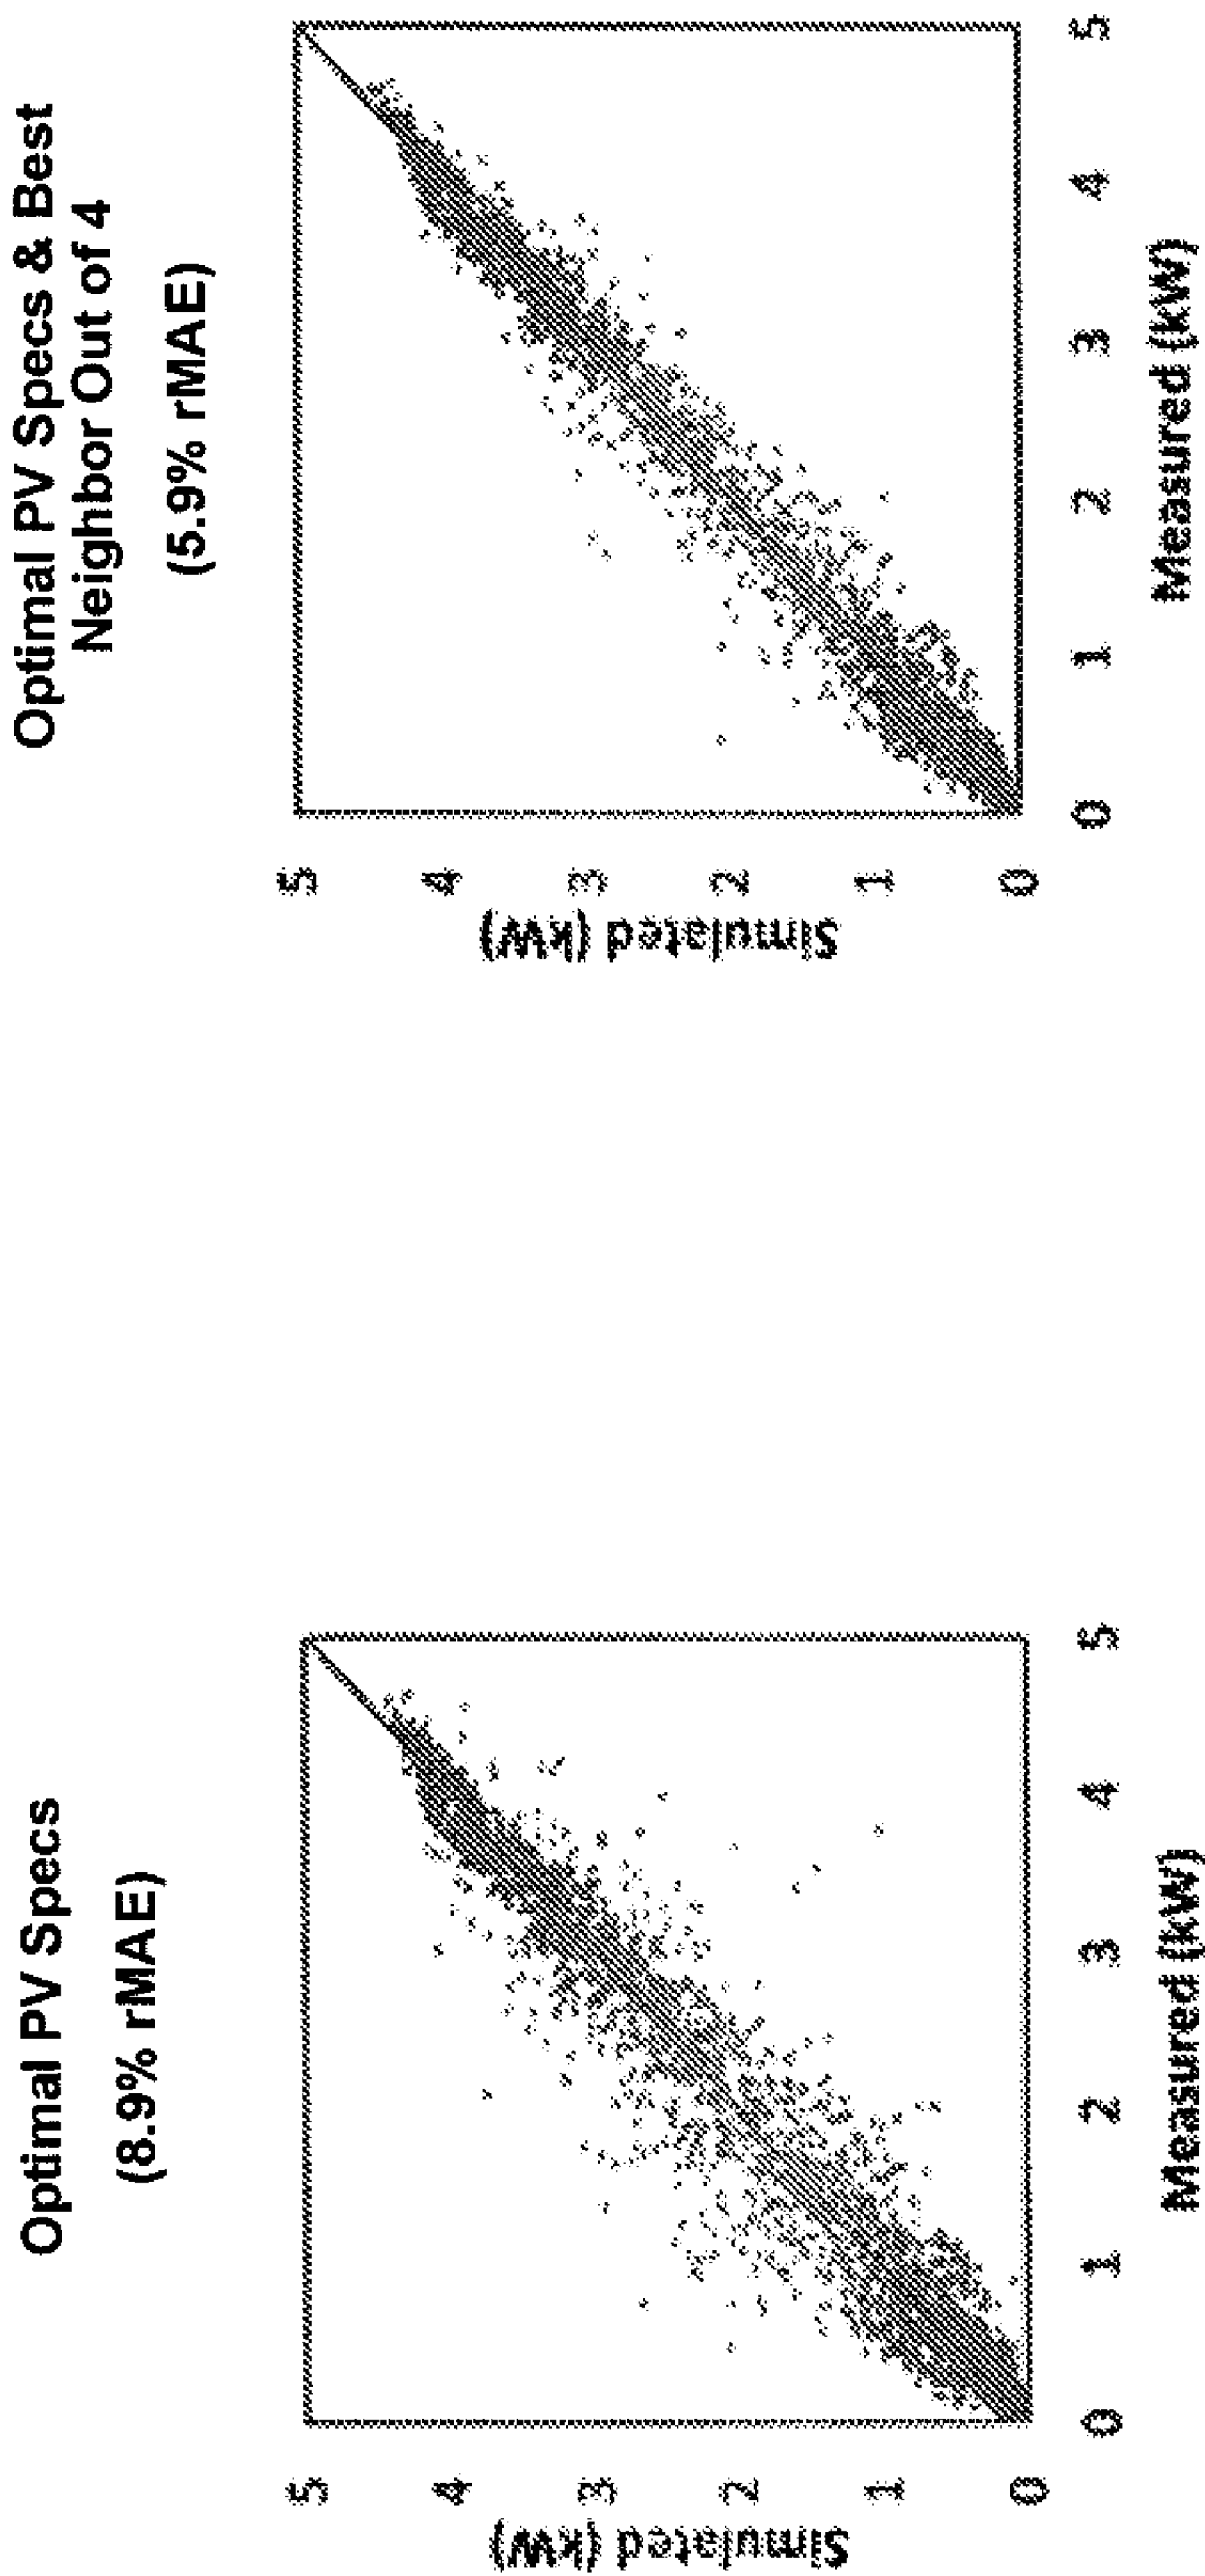 Optimal PV Specs
(8.9% rMAE)
Simulated (kW)
5
4
3
2
1
0
0 1 2 3 4 5
Measured (kW)
Optimal PV Specs & Best
Neighbor Out of 4
(5.9% rMAE)
Simulated (kW)
5
4
3
2
1
0
0 1 2 3 4 5
Measured (kW)